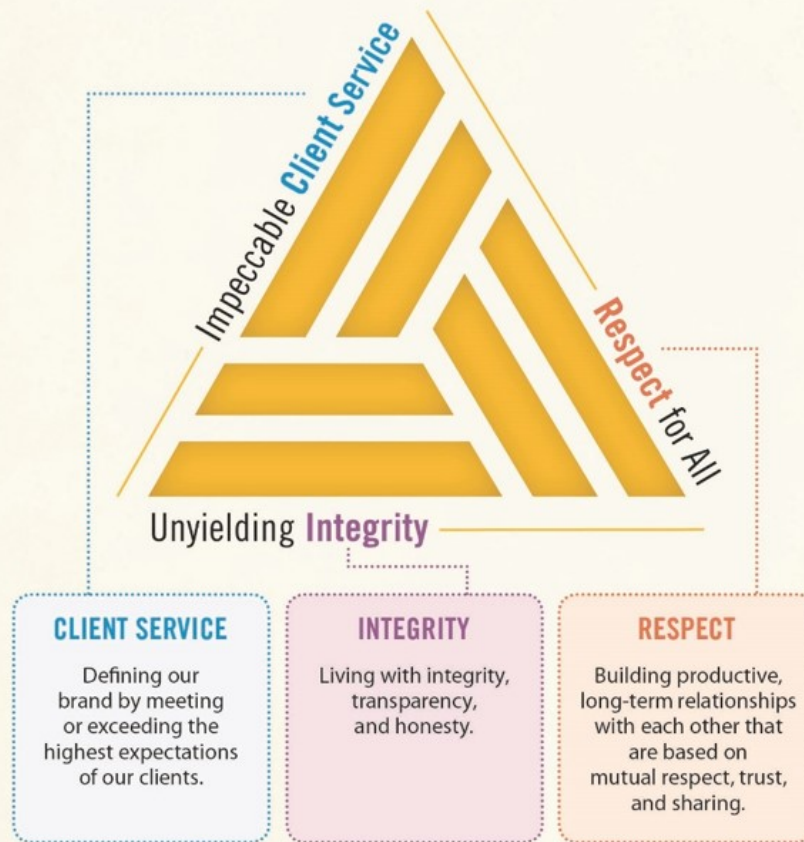 Impeccable Client Service
Respect for All
Unyielding Integrity
CLIENT SERVICE
Defining our
brand by meeting
or exceeding the
highest expectations
of our clients.
INTEGRITY
Living with integrity,
transparency,
and honesty.
RESPECT
Building productive,
long-term relationships
with each other that
are based on
mutual respect, trust,
and sharing.